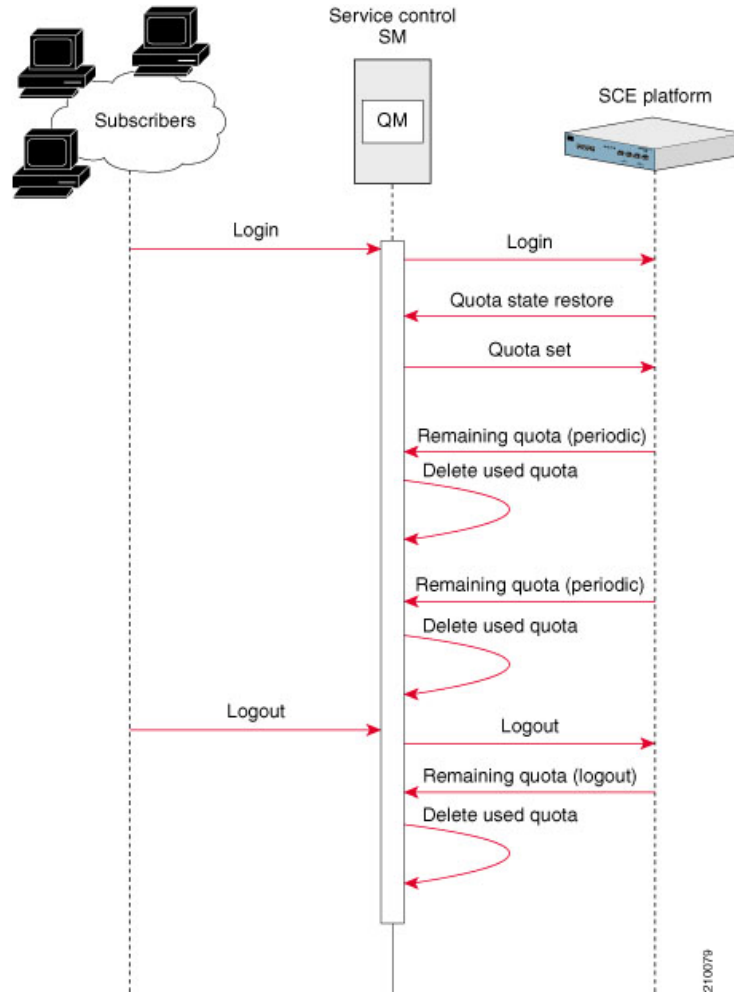 Service control
SM
QM
SCE platform
Subscribers
Login
Login
Quota state restore
Quota set
Remaining quota (periodic)
Delete used quota
Remaining quota (periodic)
Delete used quota
Logout
Logout
Remaining quota (logout)
Delete used quota
210079